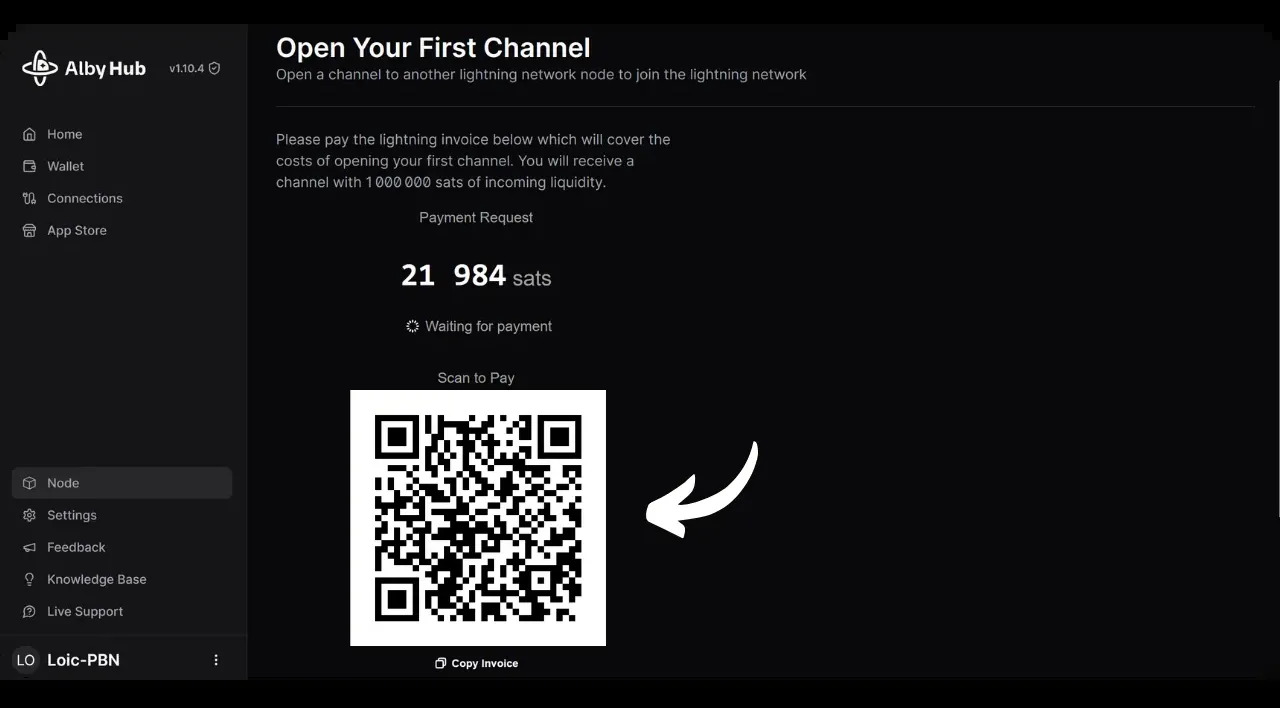 Alby Hub v1.10.4
Home
Wallet
Connections
App Store
Node
Settings
Feedback
Knowledge Base
Live Support
LO Loic-PBN
Open Your First Channel
Open a channel to another lightning network node to join the lightning network
Please pay the lightning invoice below which will cover the
costs of opening your first channel. You will receive a
channel with 1 000 000 sats of incoming liquidity.
Payment Request
21 984 sats
Waiting for payment
Scan to Pay
Copy Invoice